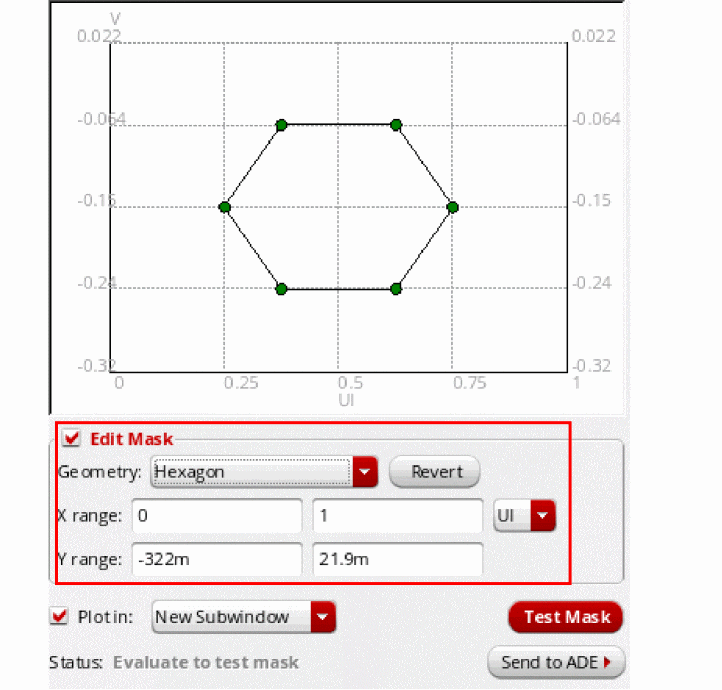 V
0.022 0.022
-0.064 -0.064
-0.15 -0.15
-0.24 -0.24
-0.32 -0.32
0 0.25 0.5 0.75 1
UI
Edit Mask
Geometry: Hexagon Revert
X range: 0 1 UI
Y range: -322m 21.9m
Plot in: New Subwindow Test Mask
Status: Evaluate to test mask Send to ADE